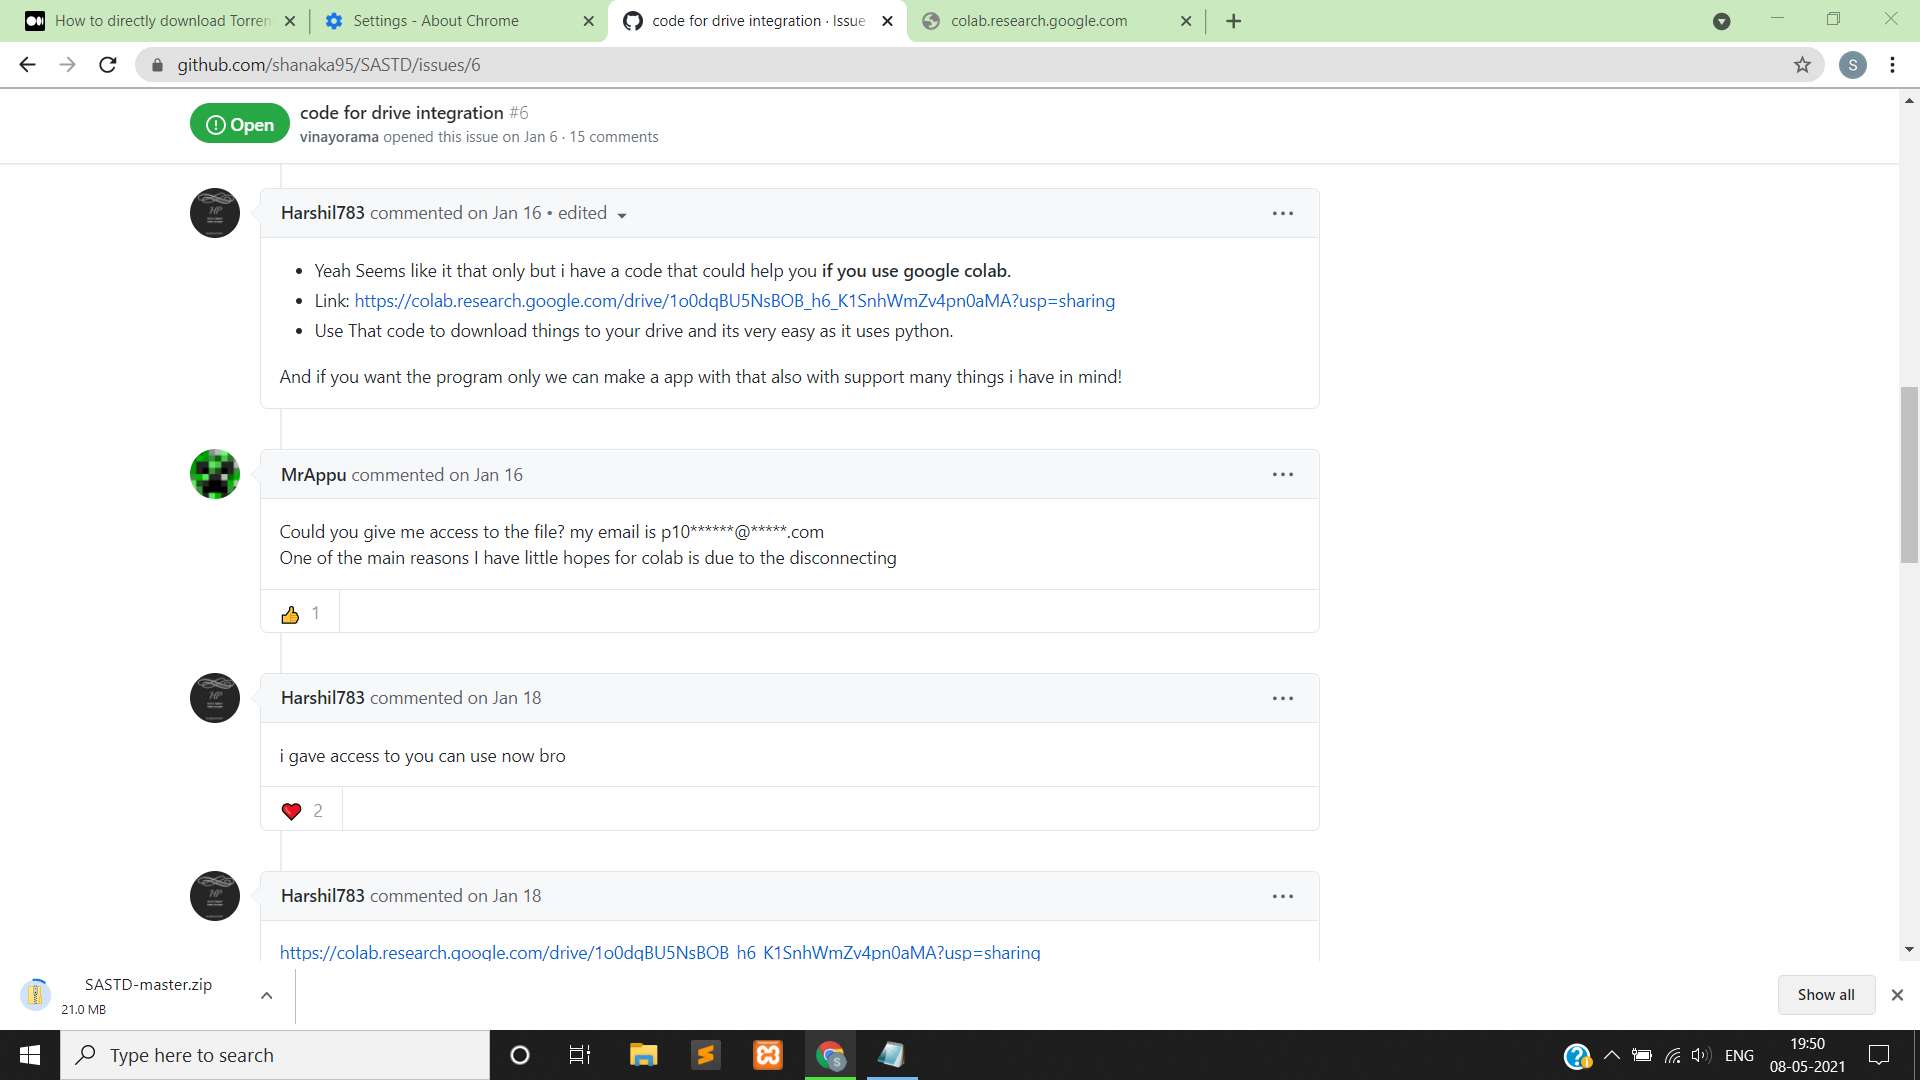 How to directly download Torren
Settings - About Chrome
code for drive integration · Issue
colab.research.google.com
github.com/shanaka95/SASTD/issues/6
S
Open
code for drive integration #6
vinayorama opened this issue on Jan 6 · 15 comments
Harshil783 commented on Jan 16 • edited
• Yeah Seems like it that only but i have a code that could help you if you use google colab.
• Link: https://colab.research.google.com/drive/1o0dqBU5NsBOB_h6_K1SnhWmZv4pn0aMA?usp=sharing
• Use That code to download things to your drive and its very easy as it uses python.
And if you want the program only we can make a app with that also with support many things i have in mind!
MrAppu commented on Jan 16
Could you give me access to the file? my email is p10******@*****.com
One of the main reasons I have little hopes for colab is due to the disconnecting
1
Harshil783 commented on Jan 18
i gave access to you can use now bro
2
Harshil783 commented on Jan 18
https://colab.research.google.com/drive/1o0dqBU5NsBOB_h6_K1SnhWmZv4pn0aMA?usp=sharing
SASTD-master.zip
21.0 MB
Show all
Type here to search
ENG
19:50
08-05-2021